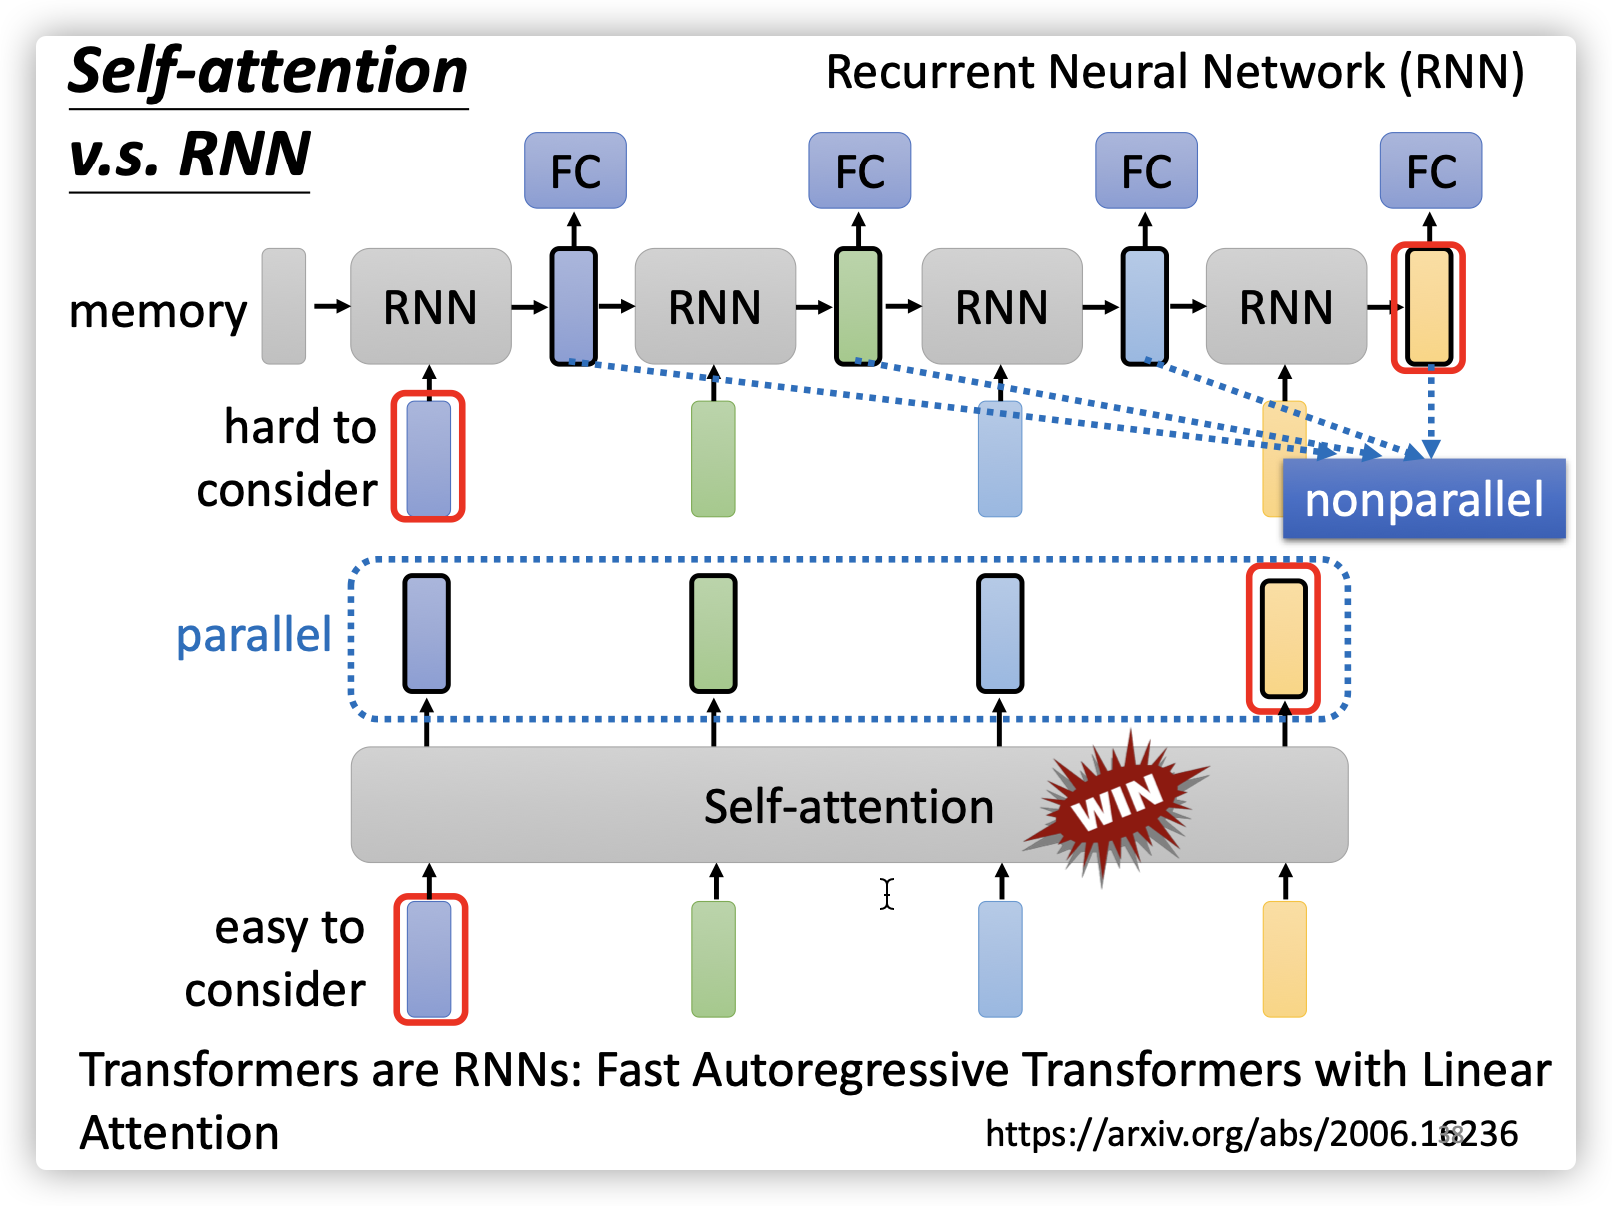 Self-attention
v.s. RNN
Recurrent Neural Network (RNN)
FC
FC
FC
FC
memory
RNN
RNN
RNN
RNN
hard to
consider
nonparallel
parallel
Self-attention
WIN
easy to
consider
Transformers are RNNs: Fast Autoregressive Transformers with Linear
Attention
https://arxiv.org/abs/2006.16236
38